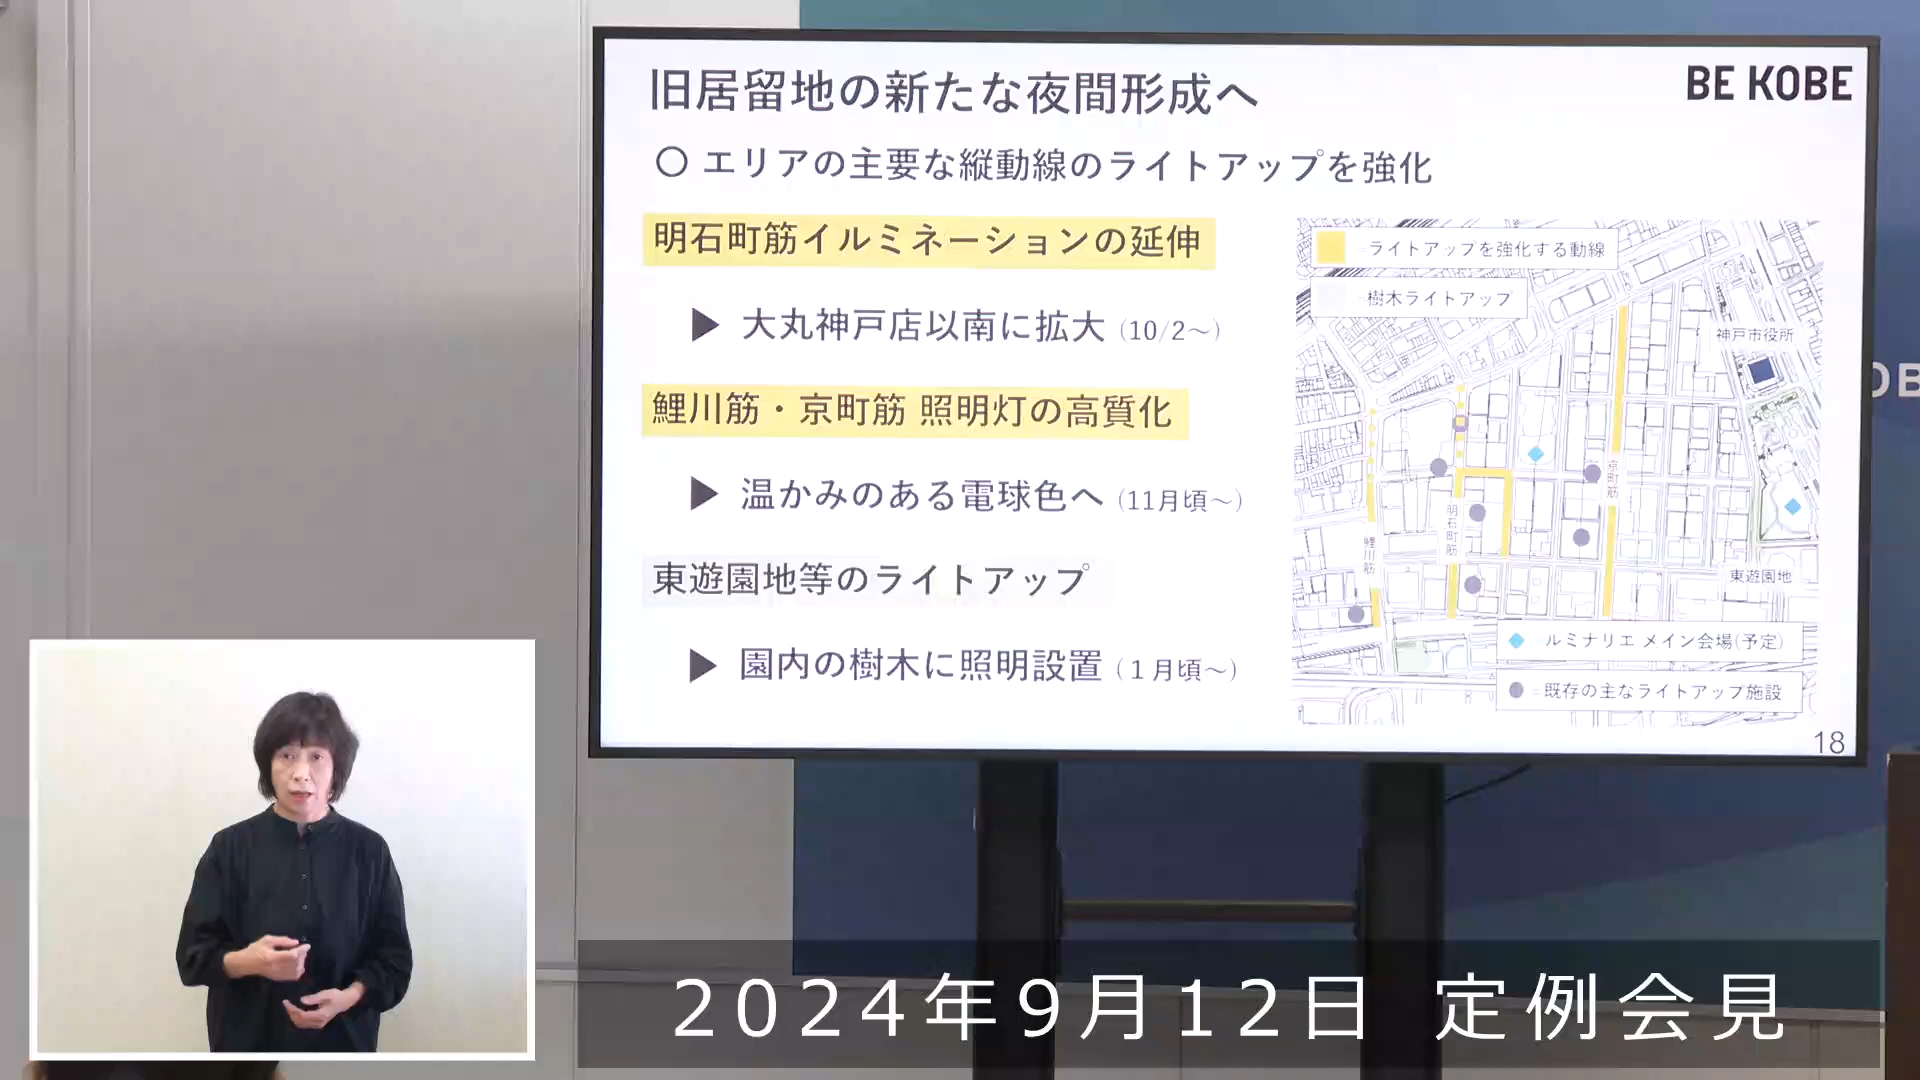 旧居留地の新たな夜間形成へ
BE KOBE
〇 エリアの主要な縦動線のライトアップを強化
明石町筋イルミネーションの延伸
▶ 大丸神戸店以南に拡大 (10/2～)
鯉川筋・京町筋 照明灯の高質化
▶ 温かみのある電球色へ (11月頃～)
東遊園地等のライトアップ
▶ 園内の樹木に照明設置 (1月頃～)
=ライトアップを強化する動線
=樹木ライトアップ
神戸市役所
京町筋
明石町筋
鯉川筋
東遊園地
=ルミナリエ メイン会場(予定)
=既存の主なライトアップ施設
18
OB
2024年9月12日 定例会見